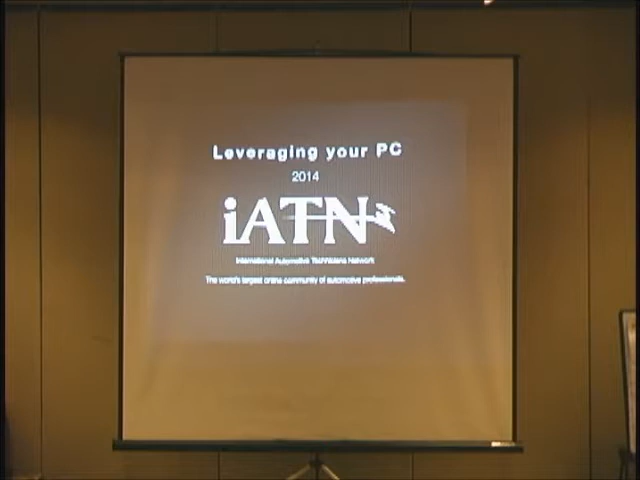 Leveraging your PC
2014
iATN
International Automotive Technicians Network
The world's largest online community of automotive professionals.